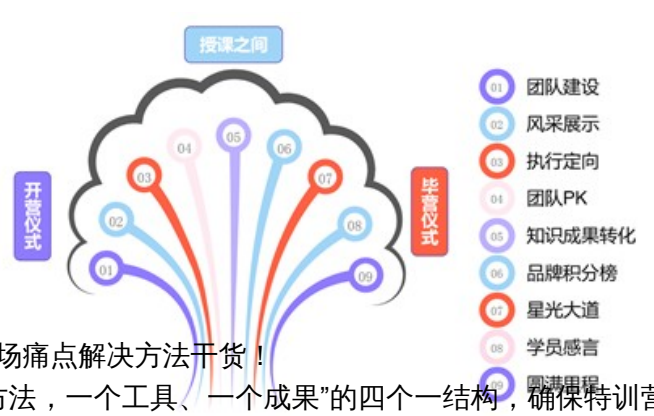 授课之间
开营仪式
毕营仪式
01
02
03
04
05
06
07
08
09
01 团队建设
02 风采展示
03 执行定向
04 团队PK
05 知识成果转化
06 品牌积分榜
07 星光大道
08 学员感言
09 圆满里程
场痛点解决方法干货！
方法，一个工具、一个成果”的四个一结构，确保特训营